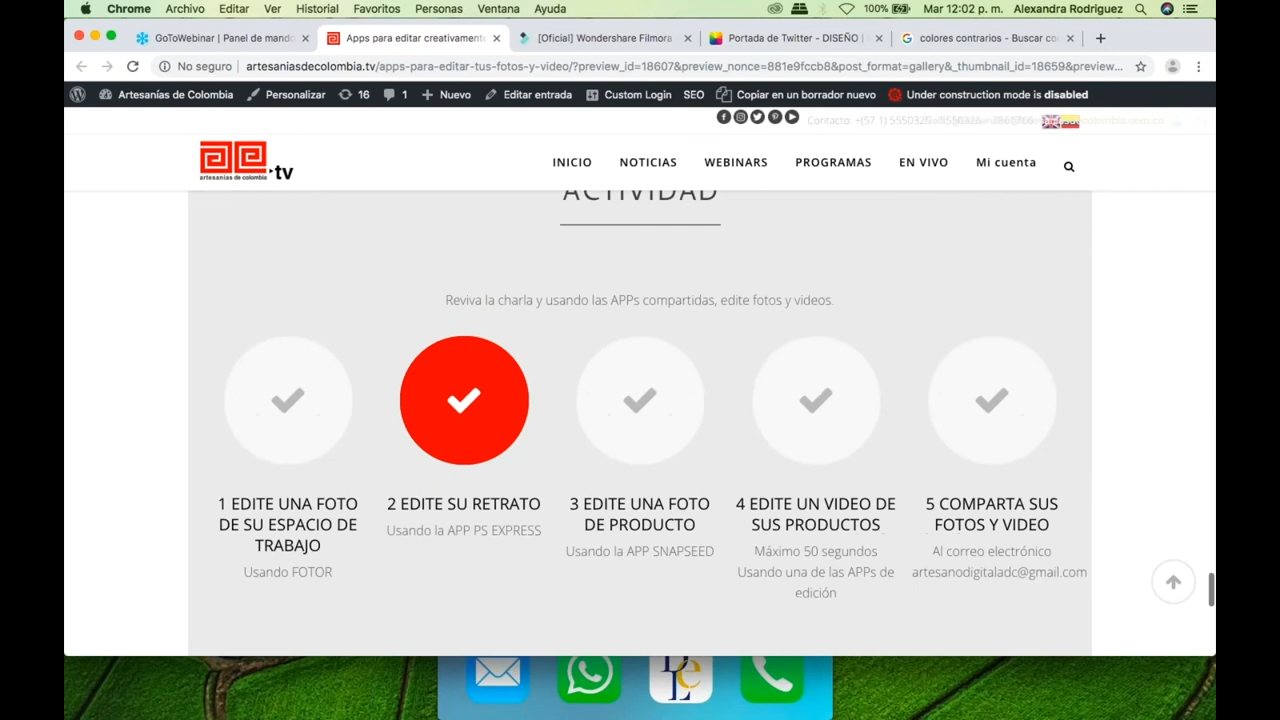 Chrome Archivo Editar Ver Historial Favoritos Personas Ventana Ayuda 100% Mar 12:02 p. m. Alexandra Rodriguez
GoToWebinar | Panel de mando Apps para editar creativament [Oficial] Wondershare Filmora Portada de Twitter - DISEÑO | colores contrarios - Buscar co
No seguro artesaniasdecolombia.tv/apps-para-editar-tus-fotos-y-video/?preview_id=18607&preview_nonce=881e9fccb8&post_format=gallery&_thumbnail_id=18659&preview...
Artesanías de Colombia Personalizar 16 1 Nuevo Editar entrada Custom Login SEO Copiar en un borrador nuevo Under construction mode is disabled
Contacto: +(57 1)
artesanías de colombia tv
INICIO NOTICIAS WEBINARS PROGRAMAS EN VIVO Mi cuenta
ACTIVIDAD
Reviva la charla y usando las APPs compartidas, edite fotos y videos.
1 EDITE UNA FOTO
DE SU ESPACIO DE
TRABAJO
Usando FOTOR
2 EDITE SU RETRATO
Usando la APP PS EXPRESS
3 EDITE UNA FOTO
DE PRODUCTO
Usando la APP SNAPSEED
4 EDITE UN VIDEO DE
SUS PRODUCTOS
Máximo 50 segundos
Usando una de las APPs de
edición
5 COMPARTA SUS
FOTOS Y VIDEO
Al correo electrónico
artesanodigitaladc@gmail.com